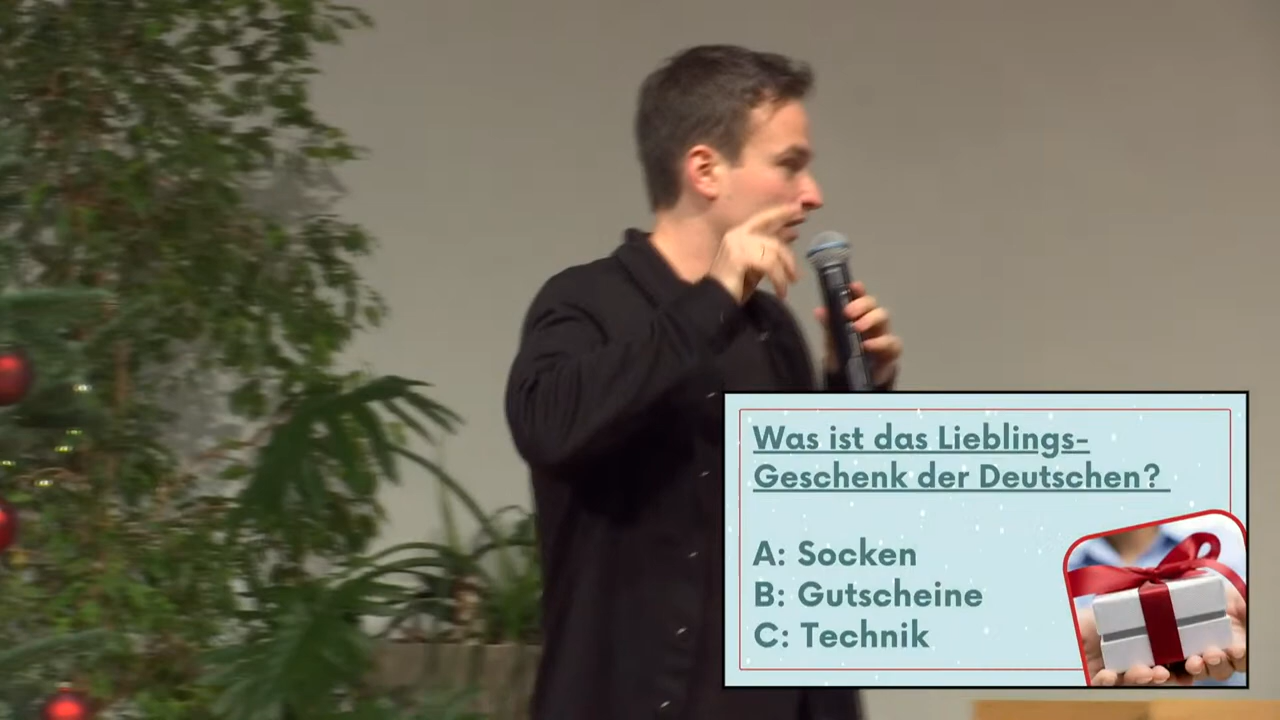 Was ist das Lieblings-
Geschenk der Deutschen?
A: Socken
B: Gutscheine
C: Technik